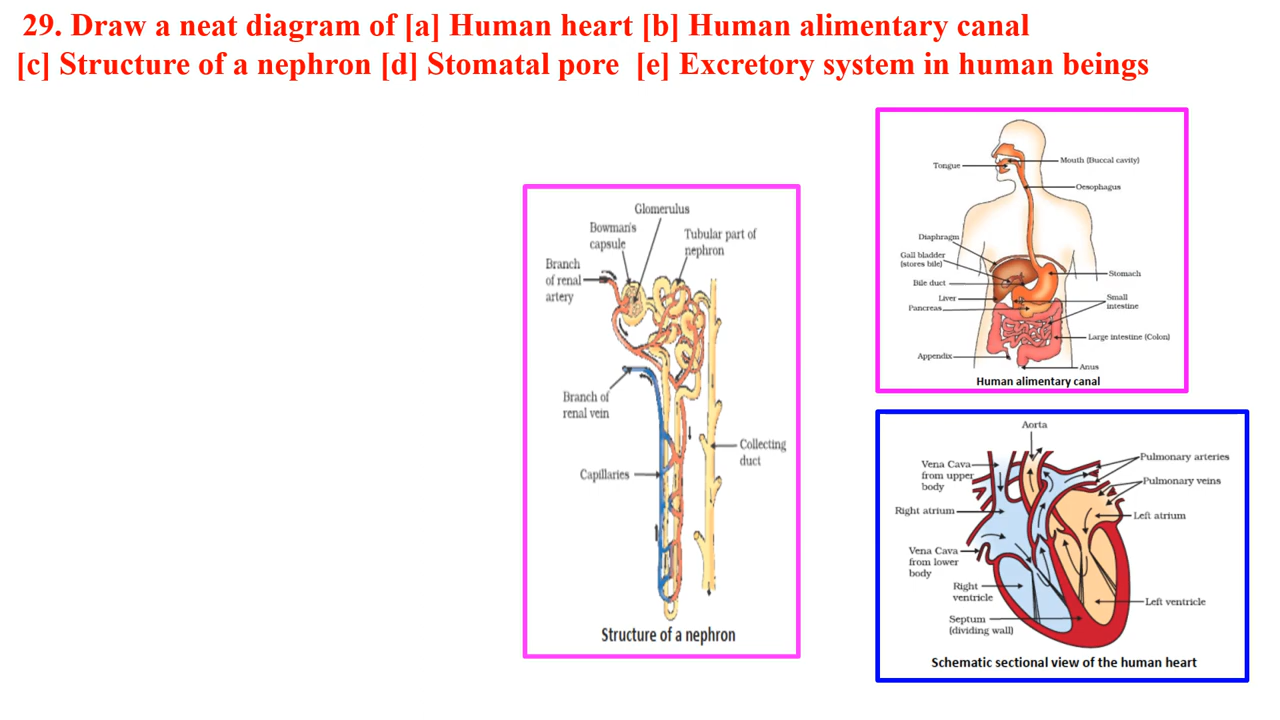 29. Draw a neat diagram of [a] Human heart [b] Human alimentary canal
[c] Structure of a nephron [d] Stomatal pore [e] Excretory system in human beings
Glomerulus
Bowman's
capsule
Tubular part of
nephron
Branch
of renal
artery
Branch of
renal vein
Capillaries
Collecting
duct
Structure of a nephron
Tongue
Mouth (Buccal cavity)
Oesophagus
Diaphragm
Gall bladder
(stores bile)
Bile duct
Liver
Pancreas
Stomach
Small
intestine
Large intestine (Colon)
Appendix
Anus
Human alimentary canal
Aorta
Vena Cava
from upper
body
Pulmonary arteries
Pulmonary veins
Right atrium
Left atrium
Vena Cava
from lower
body
Right
ventricle
Left ventricle
Septum
(dividing wall)
Schematic sectional view of the human heart